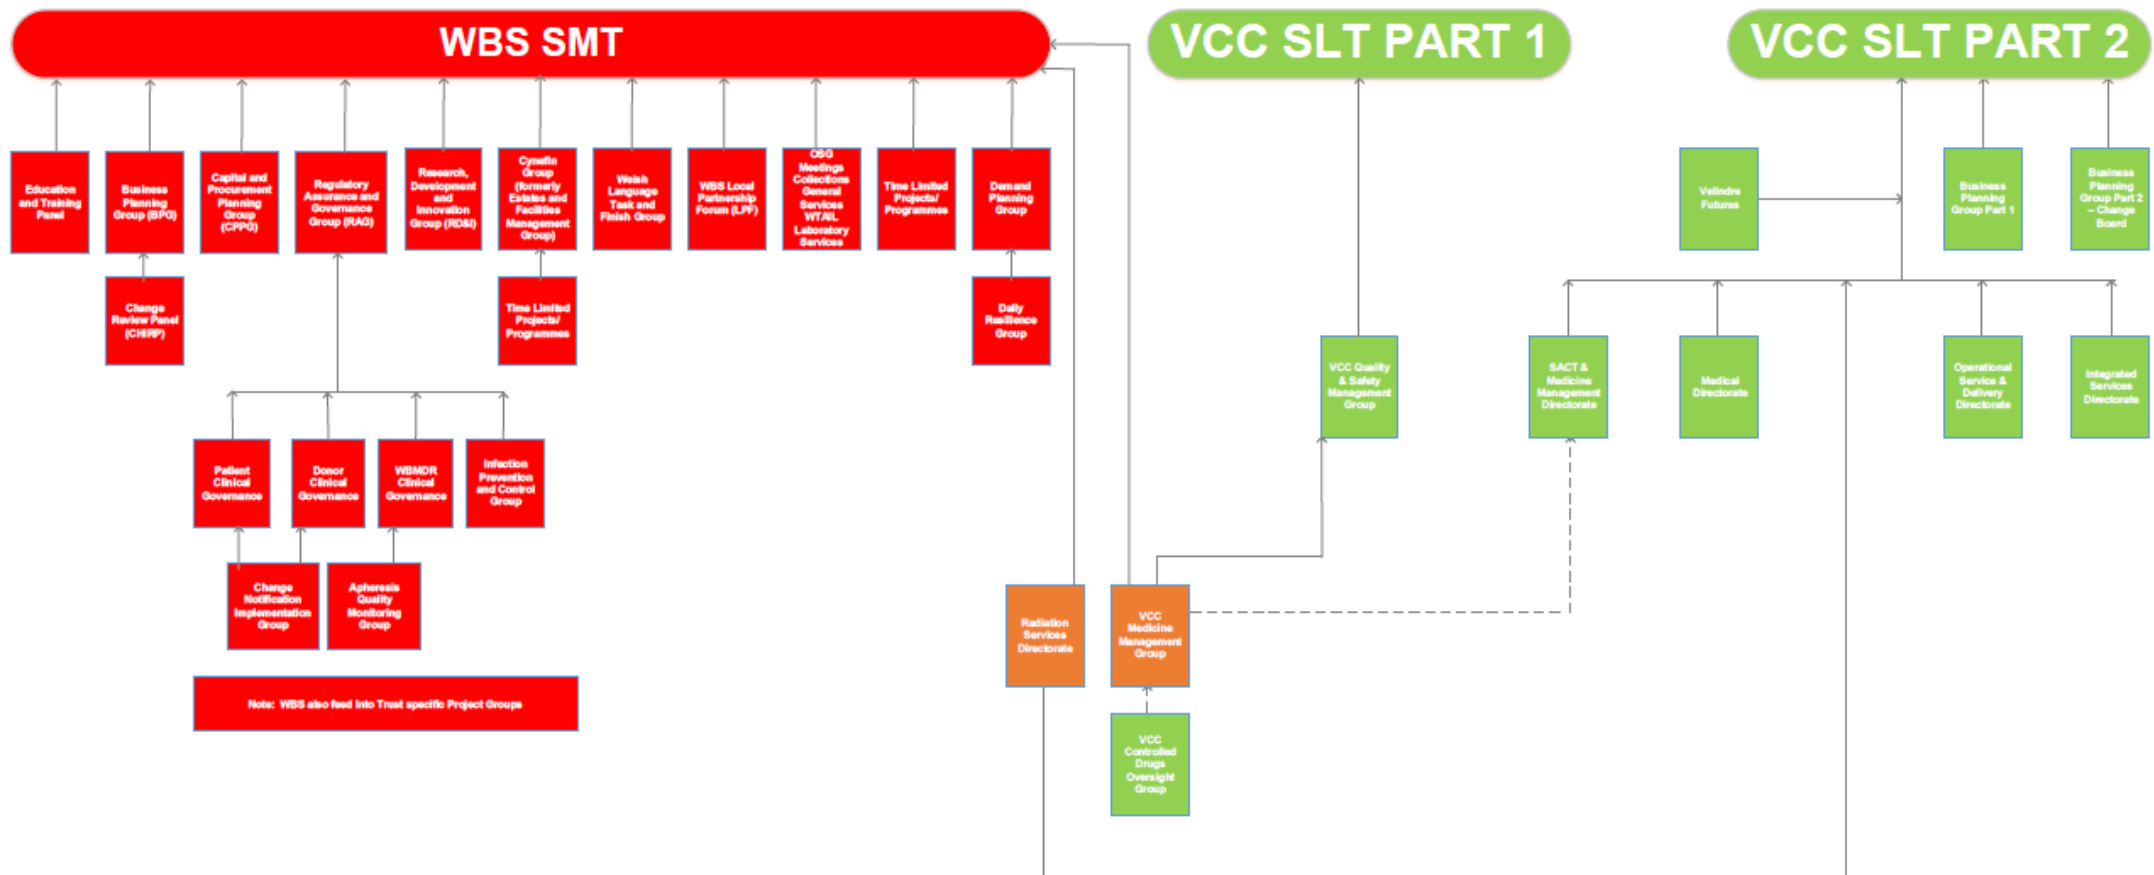 WBS SMT
VCC SLT PART 1
VCC SLT PART 2
Education
and Training
Panel
Business
Planning
Group (BPG)
Capital and
Procurement
Planning
Group
(CPPG)
Regulatory
Assurance and
Governance
Group (RAG)
Research,
Development
and
Innovation
Group (RD&I)
Cynefin
Group
(formerly
Estates and
Facilities
Management
Group)
Welsh
Language
Task and
Finish Group
WBS Local
Partnership
Forum (LPF)
OSG
Meetings
Collections
General
Services
WTAIL
Laboratory
Services
Time Limited
Projects/
Programmes
Demand
Planning
Group
Velindre
Futures
Business
Planning
Group Part 1
Business
Planning
Group Part 2
– Change
Board
Change
Review Panel
(CHIRP)
Time Limited
Projects/
Programmes
Daily
Resilience
Group
VCC Quality
& Safety
Management
Group
SACT &
Medicine
Management
Directorate
Medical
Directorate
Operational
Service &
Delivery
Directorate
Integrated
Services
Directorate
Patient
Clinical
Governance
Donor
Clinical
Governance
WBMDR
Clinical
Governance
Infection
Prevention
and Control
Group
Change
Notification
Implementation
Group
Apheresis
Quality
Monitoring
Group
Radiation
Services
Directorate
VCC
Medicine
Management
Group
Note: WBS also feed into Trust specific Project Groups
VCC
Controlled
Drugs
Oversight
Group